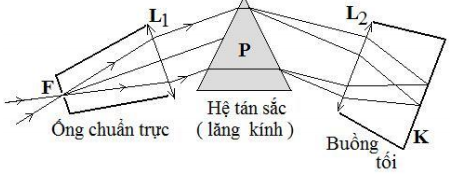 L1
L2
P
F
Ống chuẩn trực
Hệ tán sắc
( lăng kính )
Buồng
tối
K